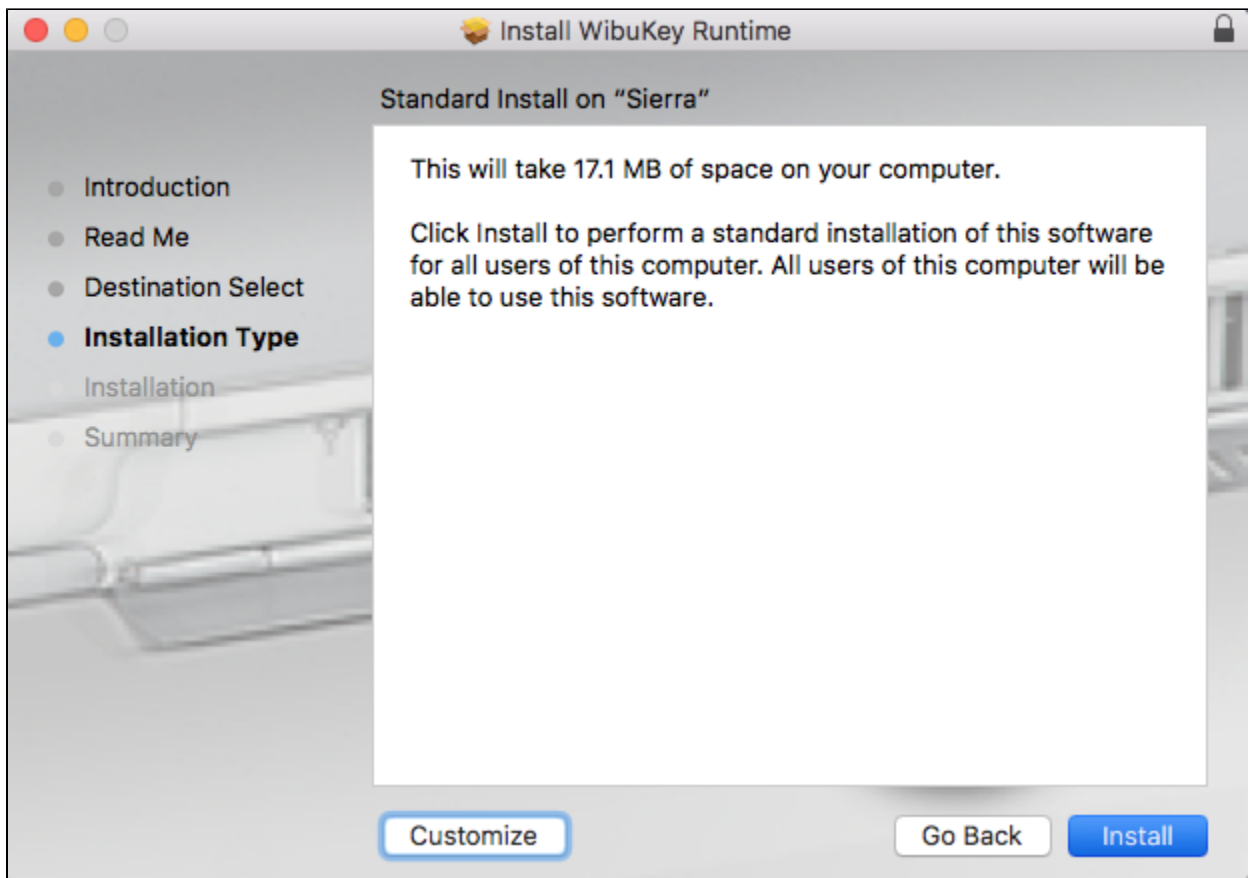 Install WibuKey Runtime
Standard Install on “Sierra”
Introduction
Read Me
Destination Select
Installation Type
Installation
Summary
This will take 17.1 MB of space on your computer.
Click Install to perform a standard installation of this software
for all users of this computer. All users of this computer will be
able to use this software.
Customize
Go Back
Install